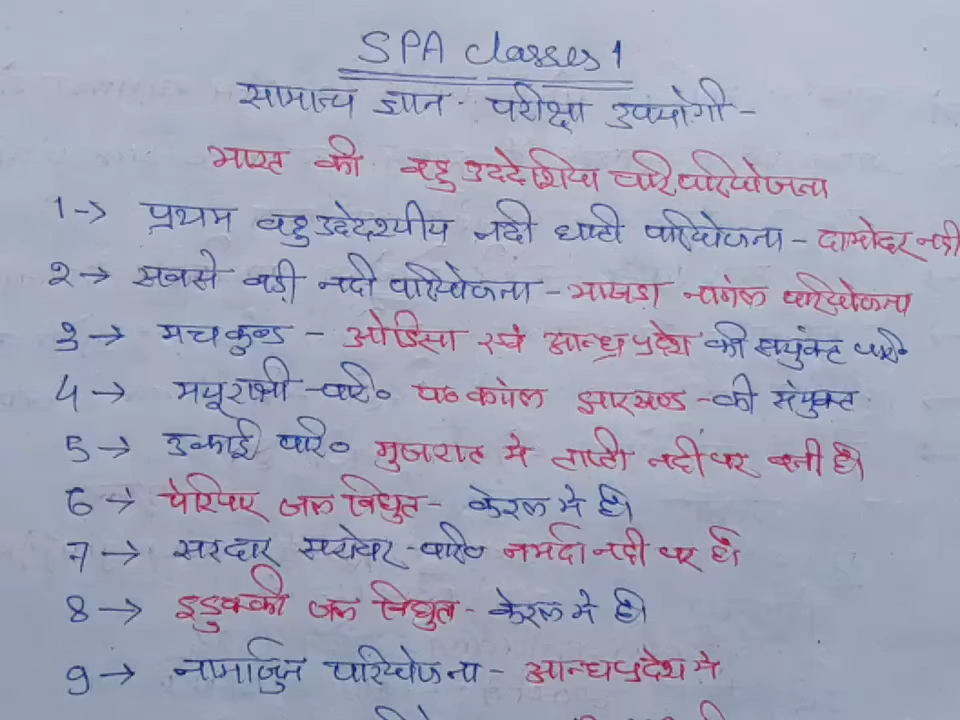 SPA classes 1
सामान्य ज्ञान - परीक्षा उपयोगी -
भारत की बहु उददेशिय परिपरियोजना
1-> प्रथम बहुउद्देश्यीय नदी घाटी परियोजना - दामोदर नदी
2 -> सबसे बड़ी नदी परियोजना - भाखडा नागंल परियोजना
3 -> मचकुण्ड - ओडिसा एवं आन्ध्रप्रदेश की सयुंक्ट परि०
4 -> मयूराक्षी - परि० प० बंगाल झारखण्ड - की संयुक्त
5 -> उकाई परि० गुजरात मे ताप्ती नदी पर बनी है।
6 -> पेरियार जल विधुत - केरल मे है।
7 -> सरदार सरोवर - परि० नर्मदा नदी पर है।
8 -> इडुक्की जल विधुत - केरल मे है।
9 -> नागार्जुन परियोजना - आन्ध्रप्रदेश मे